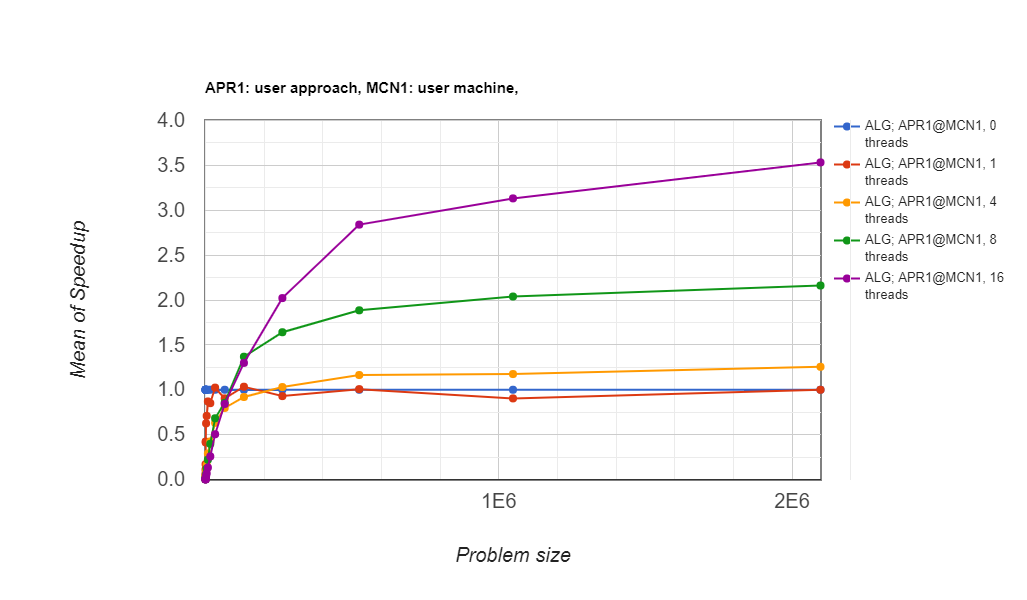 APR1: user approach, MCN1: user machine,
4.0
3.5
3.0
2.5
2.0
1.5
1.0
0.5
0.0
Mean of Speedup
1E6
2E6
Problem size
ALG; APR1@MCN1, 0
threads
ALG; APR1@MCN1, 1
threads
ALG; APR1@MCN1, 4
threads
ALG; APR1@MCN1, 8
threads
ALG; APR1@MCN1, 16
threads